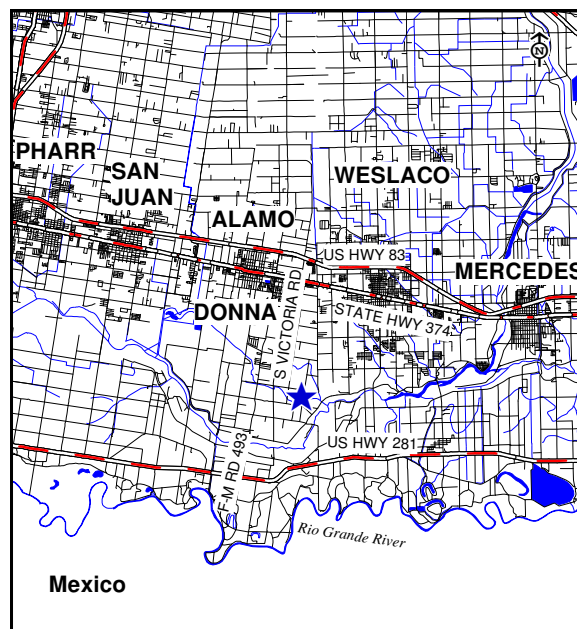 N
PHARR
SAN
JUAN
WESLACO
ALAMO
US HWY 83
MERCEDES
DONNA
S VICTORIA RD
STATE HWY 374
US HWY 281
F-M RD 493
Rio Grande River
Mexico